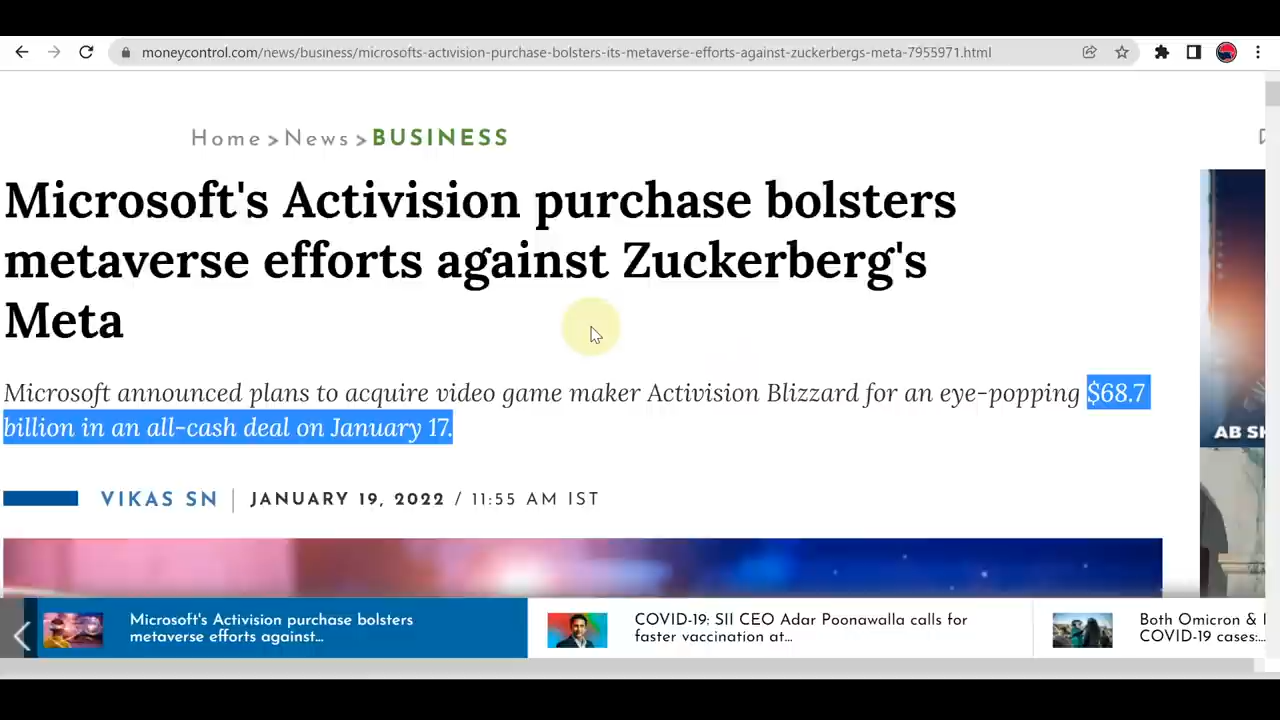 moneycontrol.com/news/business/microsofts-activision-purchase-bolsters-its-metaverse-efforts-against-zuckerbergs-meta-7955971.html
Home > News > BUSINESS
Microsoft's Activision purchase bolsters
metaverse efforts against Zuckerberg's
Meta
Microsoft announced plans to acquire video game maker Activision Blizzard for an eye-popping $68.7
billion in an all-cash deal on January 17.
VIKAS SN | JANUARY 19, 2022 / 11:55 AM IST
AB
Microsoft's Activision purchase bolsters
metaverse efforts against...
COVID-19: SII CEO Adar Poonawalla calls for
faster vaccination at...
Both Omicron &
COVID-19 cases:...